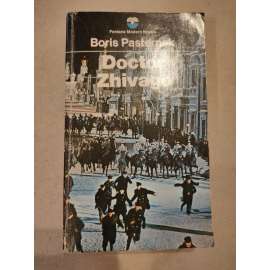 Fontana Modern Novels
Boris Pasternak
Doctor
Zhivago